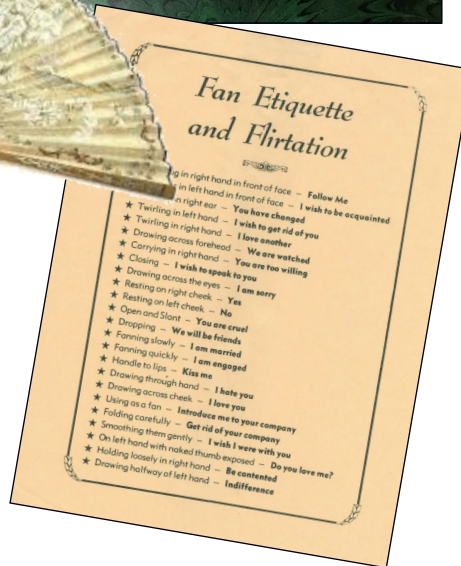 Fan Etiquette
and Flirtation
in right hand in front of face – Follow Me
in left hand in front of face – I wish to be acquainted
right ear – You have changed
★ Twirling in left hand – I wish to get rid of you
★ Twirling in right hand – I love another
★ Drawing across forehead – We are watched
★ Carrying in right hand – You are too willing
★ Closing – I wish to speak to you
★ Drawing across the eyes – I am sorry
★ Resting on right cheek – Yes
★ Resting on left cheek – No
★ Open and Slant – You are cruel
★ Dropping – We will be friends
★ Fanning slowly – I am married
★ Fanning quickly – I am engaged
★ Handle to lips – Kiss me
★ Drawing through hand – I hate you
★ Drawing across cheek – I love you
★ Using as a fan – Introduce me to your company
★ Folding carefully – Get rid of your company
★ Smoothing them gently – I wish I were with you
★ On left hand with naked thumb exposed – Do you love me?
★ Holding loosely in right hand – Be contented
★ Drawing halfway of left hand – Indifference